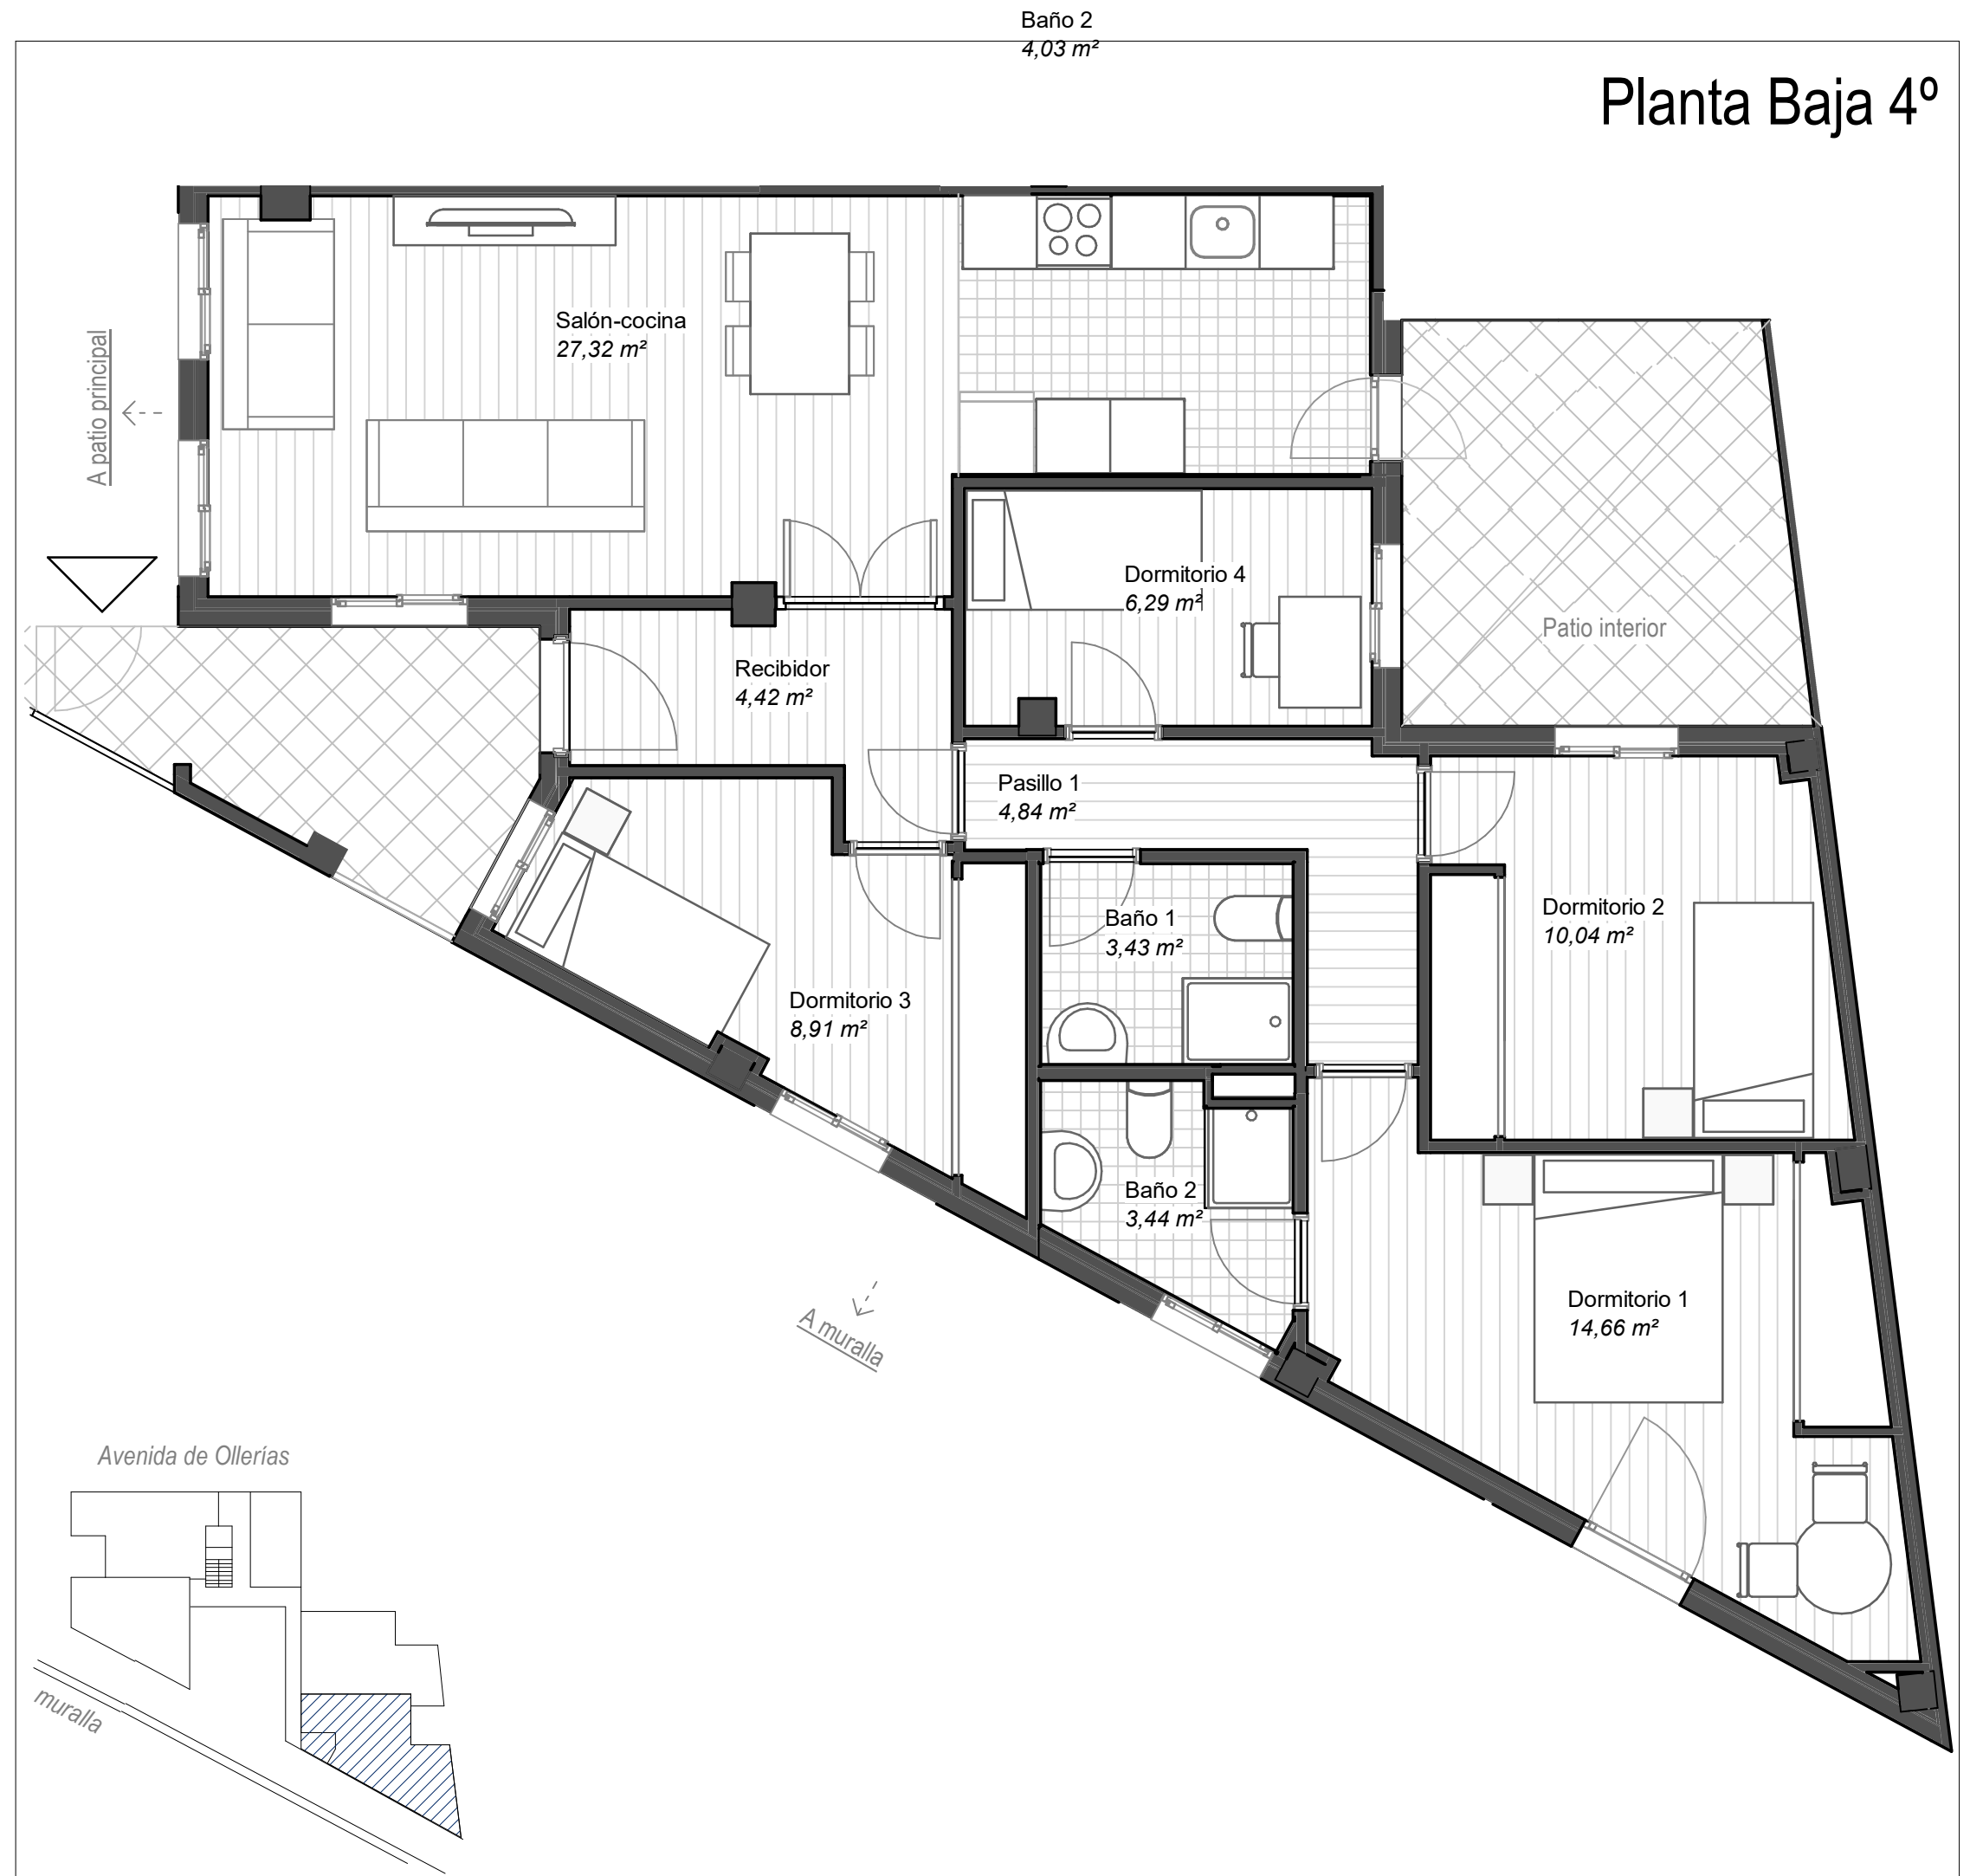 Baño 2
4,03 m²
Planta Baja 4º
Salón-cocina
27,32 m²
A patio principal
Dormitorio 4
6,29 m²
Patio interior
Recibidor
4,42 m²
Pasillo 1
4,84 m²
Baño 1
3,43 m²
Dormitorio 2
10,04 m²
Dormitorio 3
8,91 m²
Baño 2
3,44 m²
Dormitorio 1
14,66 m²
A muralla
Avenida de Ollerías
muralla